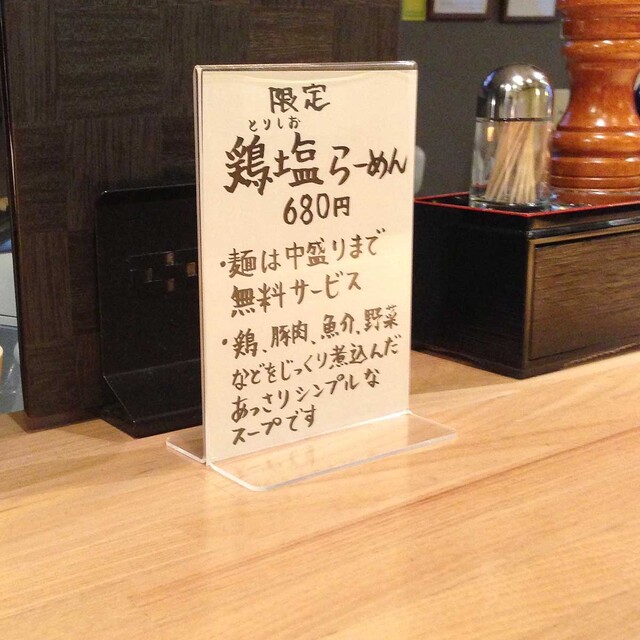 限定
とりしお
鶏塩らーめん
680円
・麺は中盛りまで
無料サービス
・鶏、豚肉、魚介、野菜
などをじっくり煮込んだ
あっさりシンプルな
スープです